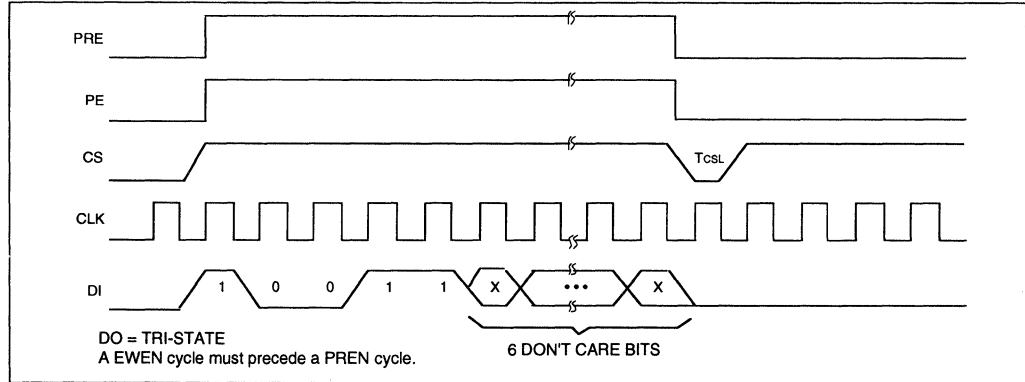 PRE
PE
CS
TCSL
CLK
DI
1 0 0 1 1 X ••• X
DO = TRI-STATE
A EWEN cycle must precede a PREN cycle.
6 DON'T CARE BITS